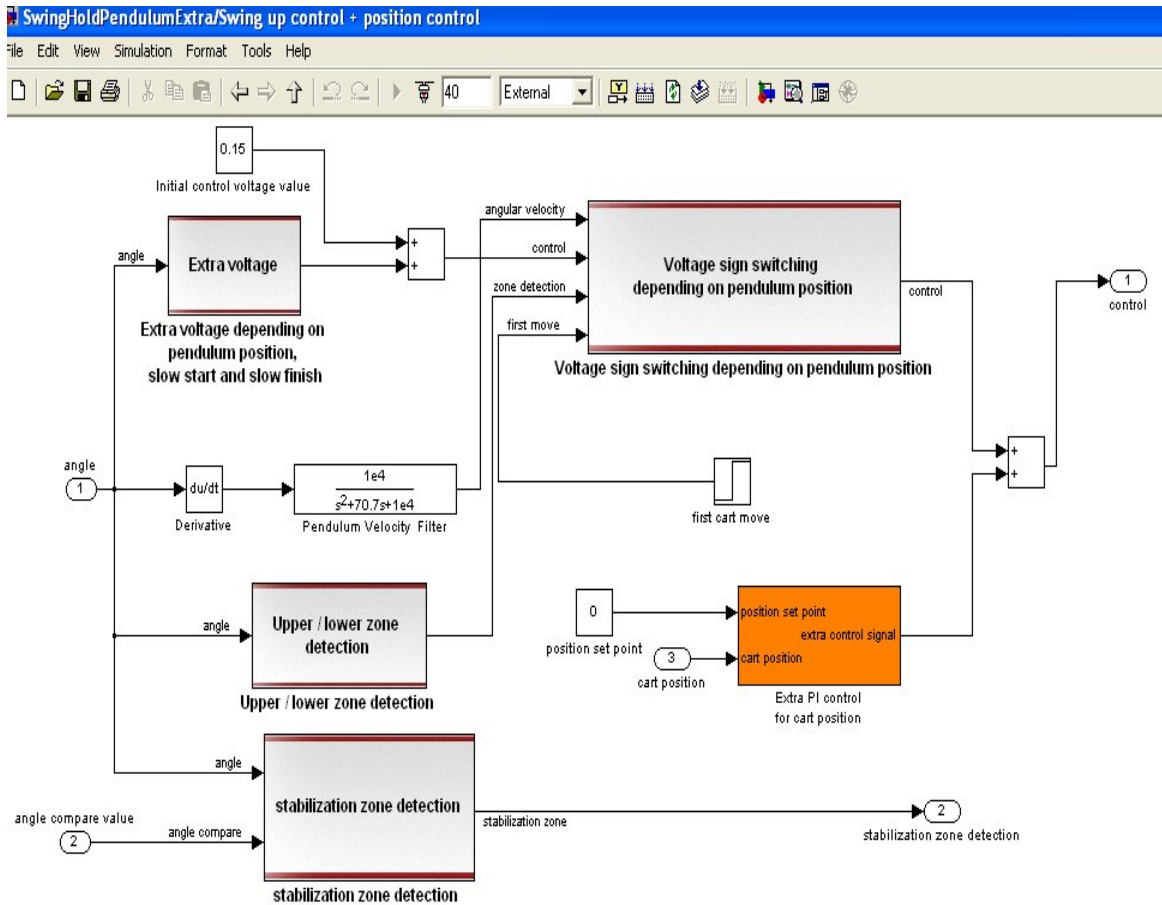 SwingHoldPendulumExtra/Swing up control + position control
File Edit View Simulation Format Tools Help
40 External
0.15
Initial control voltage value
angle
Extra voltage
Extra voltage depending on
pendulum position,
slow start and slow finish
+
+
angular velocity
control
zone detection
first move
Voltage sign switching
depending on pendulum position
Voltage sign switching depending on pendulum position
control
1
control
angle
1
du/dt
Derivative
1e4
s2+70.7s+1e4
Pendulum Velocity Filter
first cart move
+
+
angle
Upper / lower zone
detection
Upper / lower zone detection
0
position set point
3
cart position
position set point
extra control signal
cart position
Extra PI control
for cart position
angle
angle compare value
2
angle compare
stabilization zone detection
stabilization zone detection
stabilization zone
2
stabilization zone detection